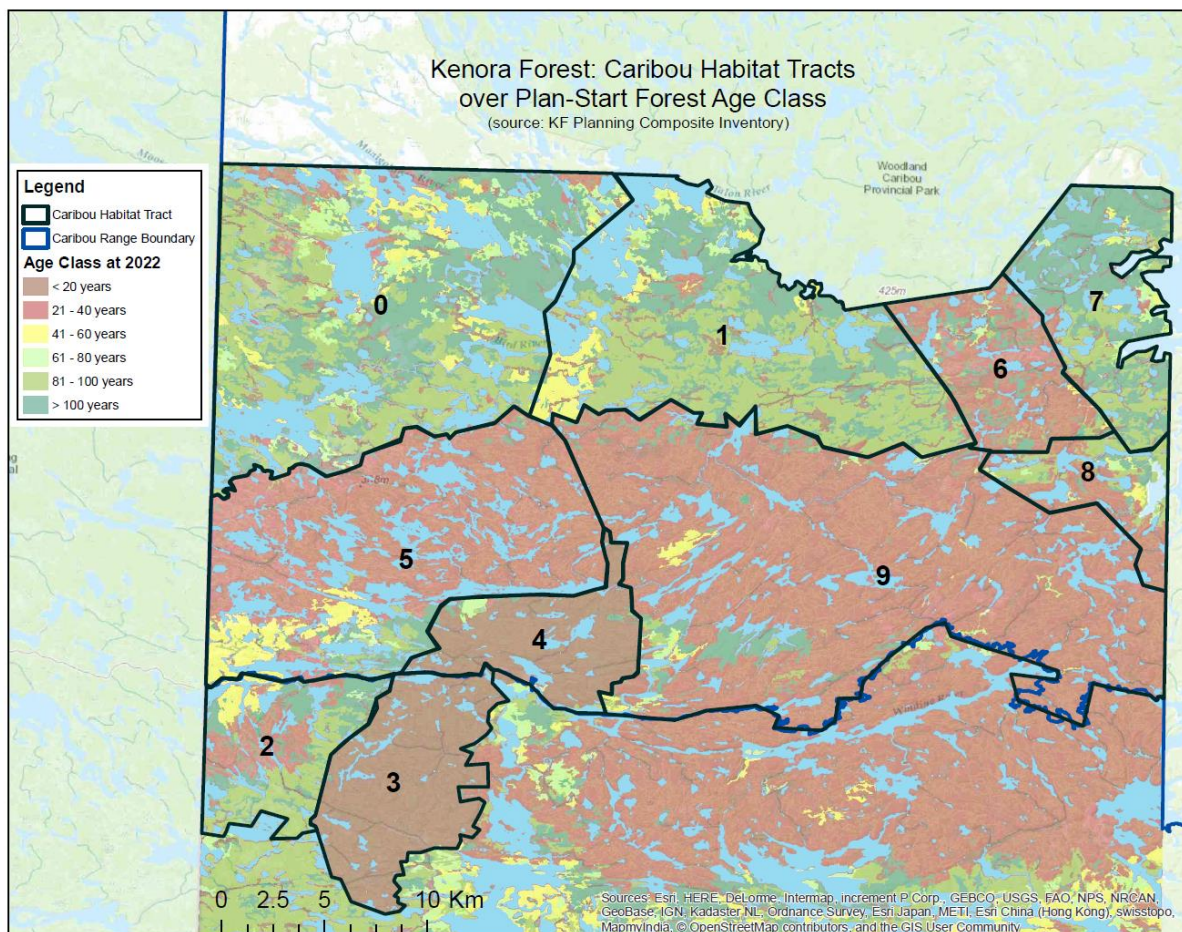 Kenora Forest: Caribou Habitat Tracts
over Plan-Start Forest Age Class
(source: KF Planning Composite Inventory)
Woodland
Caribou
Provincial Park
River
425m
Legend
Caribou Habitat Tract
Caribou Range Boundary
Age Class at 2022
< 20 years
21 - 40 years
41 - 60 years
61 - 80 years
81 - 100 years
> 100 years
0
1
7
6
Bird River
8
5
9
4
2
3
River
0 2.5 5 10 Km
Sources: Esri, HERE, DeLorme, Intermap, increment P Corp., GEBCO, USGS, FAO, NPS, NRCAN,
GeoBase, IGN, Kadaster NL, Ordnance Survey, Esri Japan, METI, Esri China (Hong Kong), swisstopo,
MapmyIndia, © OpenStreetMap contributors, and the GIS User Community